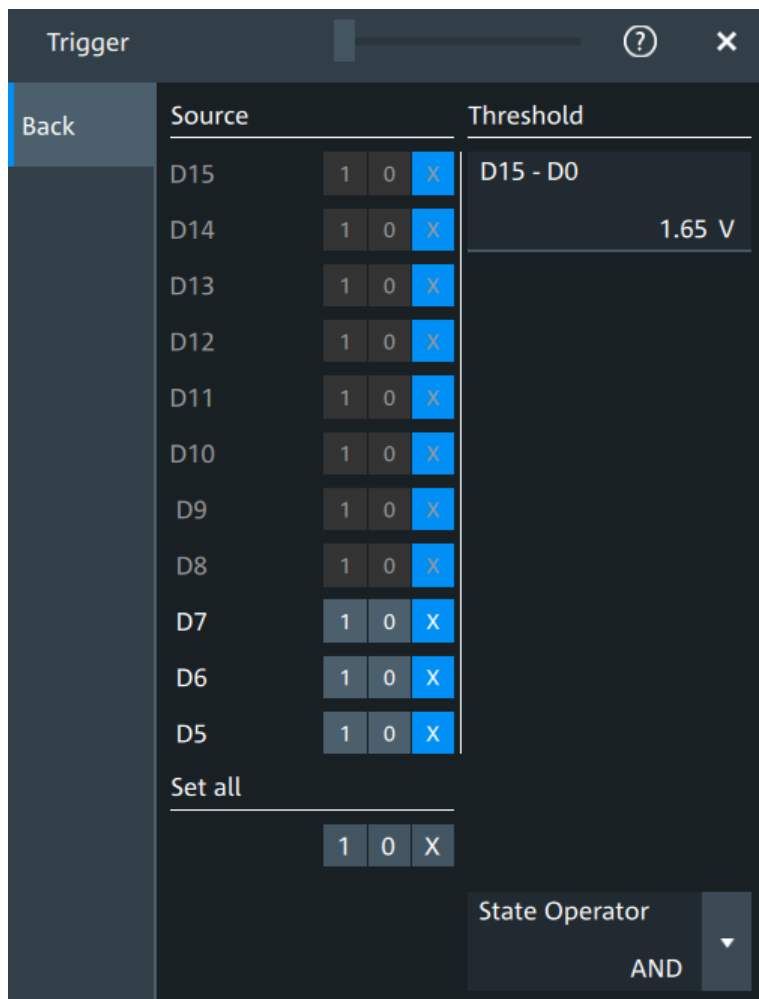 Trigger ? ×
Back
Source
D15 1 0 X
D14 1 0 X
D13 1 0 X
D12 1 0 X
D11 1 0 X
D10 1 0 X
D9 1 0 X
D8 1 0 X
D7 1 0 X
D6 1 0 X
D5 1 0 X
Set all
1 0 X
Threshold
D15 - D0
1.65 V
State Operator
AND